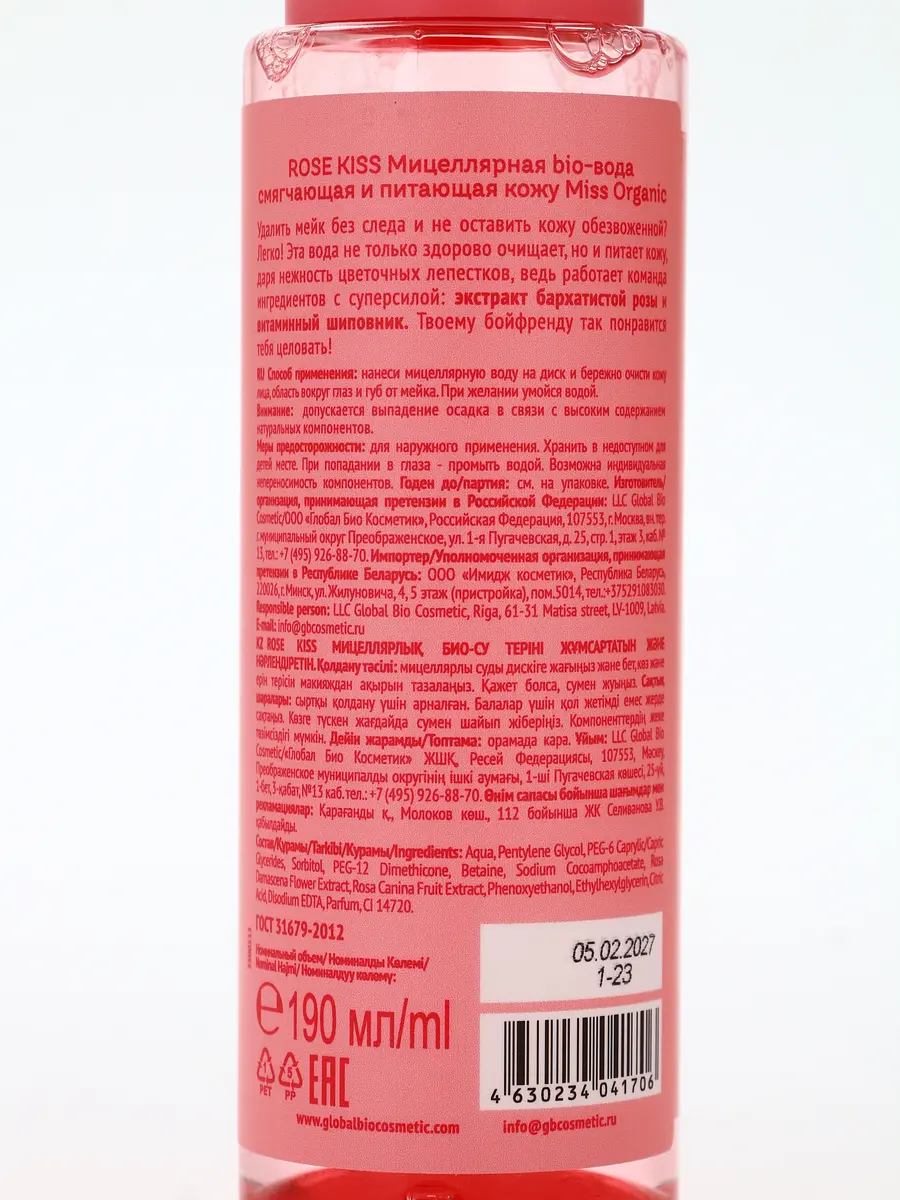 ROSE KISS Мицеллярная bio-вода
смягчающая и питающая кожу Miss Organic
Удалить мейк без следа и не оставить кожу обезвоженной?
Легко! Эта вода не только здорово очищает, но и питает кожу,
даря нежность цветочных лепестков, ведь работает команда
ингредиентов с суперсилой: экстракт бархатистой розы и
витаминный шиповник. Твоему бойфренду так понравится
тебя целовать!
RU Способ применения: нанеси мицеллярную воду на диск и бережно очисти кожу
лица, область вокруг глаз и губ от мейка. При желании умойся водой.
Внимание: допускается выпадение осадка в связи с высоким содержанием
натуральных компонентов.
Меры предосторожности: для наружного применения. Хранить в недоступном для
детей месте. При попадании в глаза - промыть водой. Возможна индивидуальная
непереносимость компонентов. Годен до/партия: см. на упаковке. Изготовитель/
организация, принимающая претензии в Российской Федерации: LLC Global Bio
Cosmetic/ООО «Глобал Био Косметик», Российская Федерация, 107553, г. Москва, вн. тер.
г. муниципальный округ Преображенское, ул. 1-я Пугачевская, д. 25, стр. 1, этаж 3, каб. №
13, тел.: +7 (495) 926-88-70. Импортер/Уполномоченная организация, принимающая
претензии в Республике Беларусь: ООО «Имидж косметик», Республика Беларусь,
220026, г. Минск, ул. Жилуновича, 4, 5 этаж (пристройка), пом. 5014, тел.:+375291083030.
Responsible person: LLC Global Bio Cosmetic, Riga, 61-31 Matisa street, LV-1009, Latvia.
E-mail: info@gbcosmetic.ru
KZ ROSE KISS МИЦЕЛЛЯРЛЫҚ БИО-СУ ТЕРІНІ ЖҰМСАРТАТЫН ЖӘНЕ
НӘРЛЕНДІРЕТІН. Қолдану тәсілі: мицеллярлы суды дискіге жағыңыз және бет, көз және
ерін терісін макияждан ақырын тазалаңыз. Қажет болса, сумен жуыңыз. Сақтық
шаралары: сыртқы қолдану үшін арналған. Балалар үшін қол жетімді емес жерде
сақтаңыз. Көзге түскен жағдайда сумен шайып жіберіңіз. Компоненттердің жеке
төзімсіздігі мүмкін. Дейін жарамды/Топтама: орамада кара. Ұйым: LLC Global Bio
Cosmetic/«Глобал Био Косметик» ЖШҚ, Ресей Федерациясы, 107553, Мәскеу,
Преображенское муниципалды округінің ішкі аумағы, 1-ші Пугачевская көшесі, 25-үй,
1-бет, 3-қабат, №13 каб. тел.: +7 (495) 926-88-70. Өнім сапасы бойынша шағымдар мен
рекламациялар: Қарағанды қ., Молоков көш., 112 бойынша ЖК Селиванова У.В.
қабылдайды.
Состав/Құрамы/Tarkibi/Курамы/Ingredients: Aqua, Pentylene Glycol, PEG-6 Caprylic/Capric
Glycerides, Sorbitol, PEG-12 Dimethicone, Betaine, Sodium Cocoamphoacetate, Rosa
Damascena Flower Extract, Rosa Canina Fruit Extract, Phenoxyethanol, Ethylhexylglycerin, Citric
Acid, Disodium EDTA, Parfum, CI 14720.
ГОСТ 31679-2012
Номинальный объем/ Номиналды Көлемі/
Nominal Hajmi/ Номиналдуу көлөмү:
℮190 мл/ml
05.02.2027
1-23
1
PET
5
PP
EAC
4 630234 041706
www.globalbiocosmetic.com
info@gbcosmetic.ru